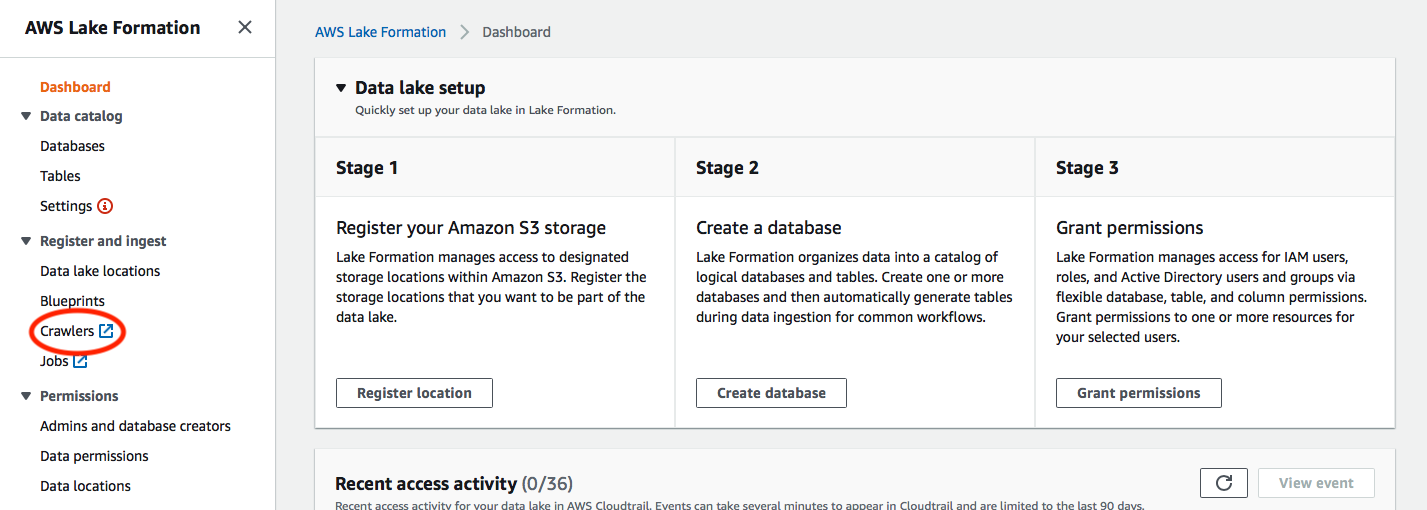 AWS Lake Formation
Dashboard
Data catalog
Databases
Tables
Settings
Register and ingest
Data lake locations
Blueprints
Crawlers
Jobs
Permissions
Admins and database creators
Data permissions
Data locations
AWS Lake Formation > Dashboard
Data lake setup
Quickly set up your data lake in Lake Formation.
Stage 1
Register your Amazon S3 storage
Lake Formation manages access to designated
storage locations within Amazon S3. Register the
storage locations that you want to be part of the
data lake.
Register location
Stage 2
Create a database
Lake Formation organizes data into a catalog of
logical databases and tables. Create one or more
databases and then automatically generate tables
during data ingestion for common workflows.
Create database
Stage 3
Grant permissions
Lake Formation manages access for IAM users,
roles, and Active Directory users and groups via
flexible database, table, and column permissions.
Grant permissions to one or more resources for
your selected users.
Grant permissions
Recent access activity (0/36)
Recent access activity for your data lake in AWS Cloudtrail. Events can take several minutes to appear in Cloudtrail and are limited to the last 90 days.
View event